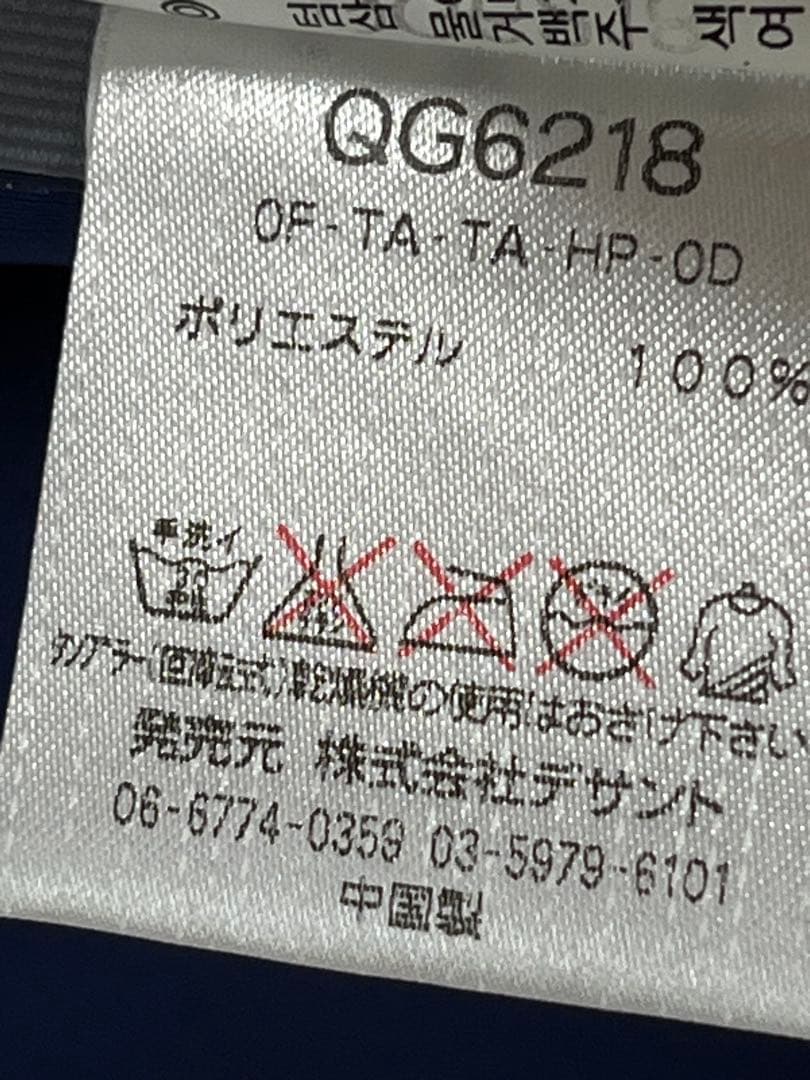 QG6218
0F-TA-TA-HP-0D
ポリエステル 100%
手洗イ
30
中性
タンブラー(回転式)乾燥機の使用はおさけ下さい
発売元 株式会社デサント
06-6774-0359 03-5979-6101
中国製